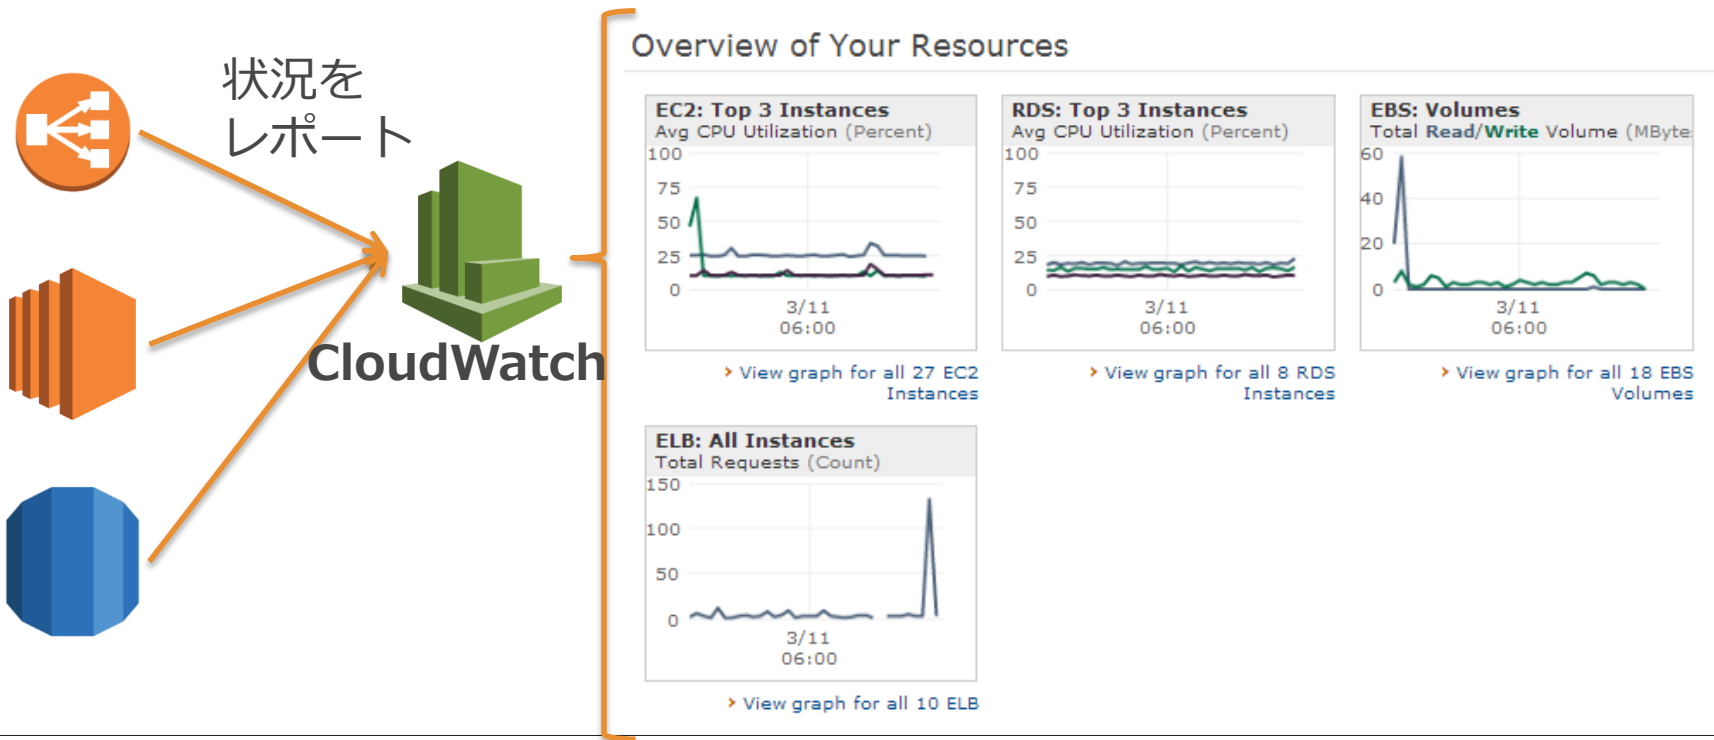 状況を
レポート
CloudWatch
Overview of Your Resources
EC2: Top 3 Instances
Avg CPU Utilization (Percent)
100
75
50
25
0
3/11
06:00
> View graph for all 27 EC2
Instances
RDS: Top 3 Instances
Avg CPU Utilization (Percent)
100
75
50
25
0
3/11
06:00
> View graph for all 8 RDS
Instances
EBS: Volumes
Total Read/Write Volume (MByte
60
40
20
0
3/11
06:00
> View graph for all 18 EBS
Volumes
ELB: All Instances
Total Requests (Count)
150
100
50
0
3/11
06:00
> View graph for all 10 ELB